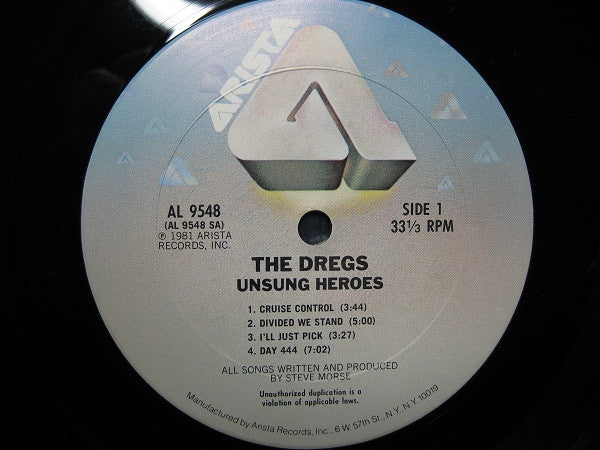 ARISTA
AL 9548
(AL 9548 SA)
℗ 1981 ARISTA
RECORDS, INC.
SIDE 1
33⅓ RPM
THE DREGS
UNSUNG HEROES
1. CRUISE CONTROL (3:44)
2. DIVIDED WE STAND (5:00)
3. I'LL JUST PICK (3:27)
4. DAY 444 (7:02)
ALL SONGS WRITTEN AND PRODUCED
BY STEVE MORSE
Unauthorized duplication is a
violation of applicable laws.
Manufactured by Arista Records, Inc., 6 W 57th St., N.Y. N.Y. 10019